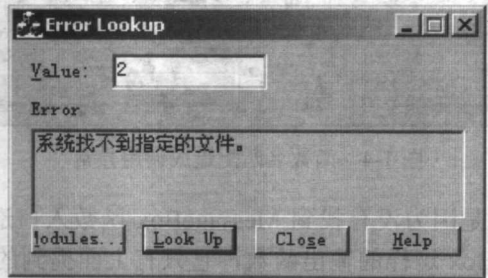 Error Lookup
Value: 2
Error
系统找不到指定的文件。
Modules... Look Up Close Help